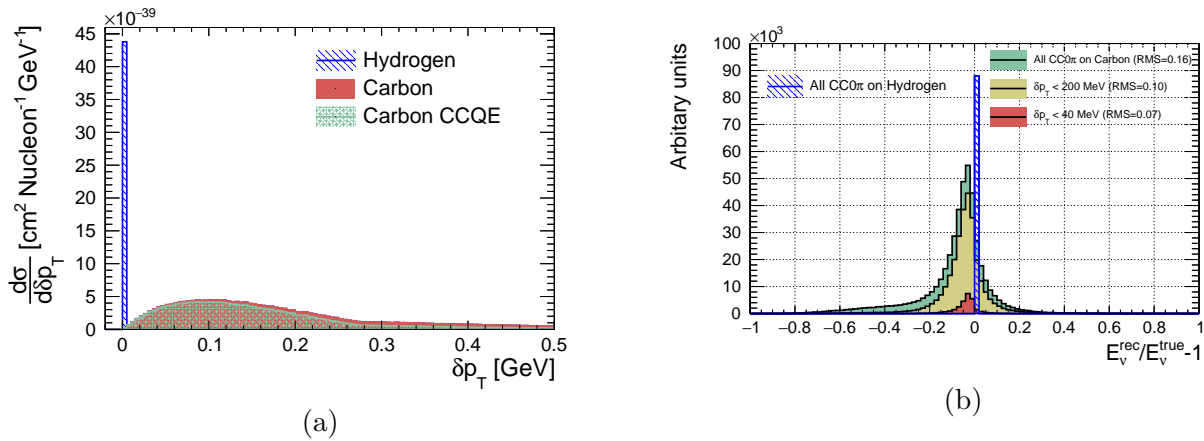 ×10⁻³⁹
45
40
35
30
25
20
15
10
5
0
dσ/dδp_T [cm² Nucleon⁻¹ GeV⁻¹]
Hydrogen
Carbon
Carbon CCQE
0 0.1 0.2 0.3 0.4 0.5
δp_T [GeV]
(a)
×10³
100
90
80
70
60
50
40
30
20
10
0
Arbitary units
All CC0π on Hydrogen
All CC0π on Carbon (RMS=0.16)
δp_T < 200 MeV (RMS=0.10)
δp_T < 40 MeV (RMS=0.07)
−1 −0.8 −0.6 −0.4 −0.2 0 0.2 0.4 0.6 0.8 1
E_ν^rec/E_ν^true-1
(b)